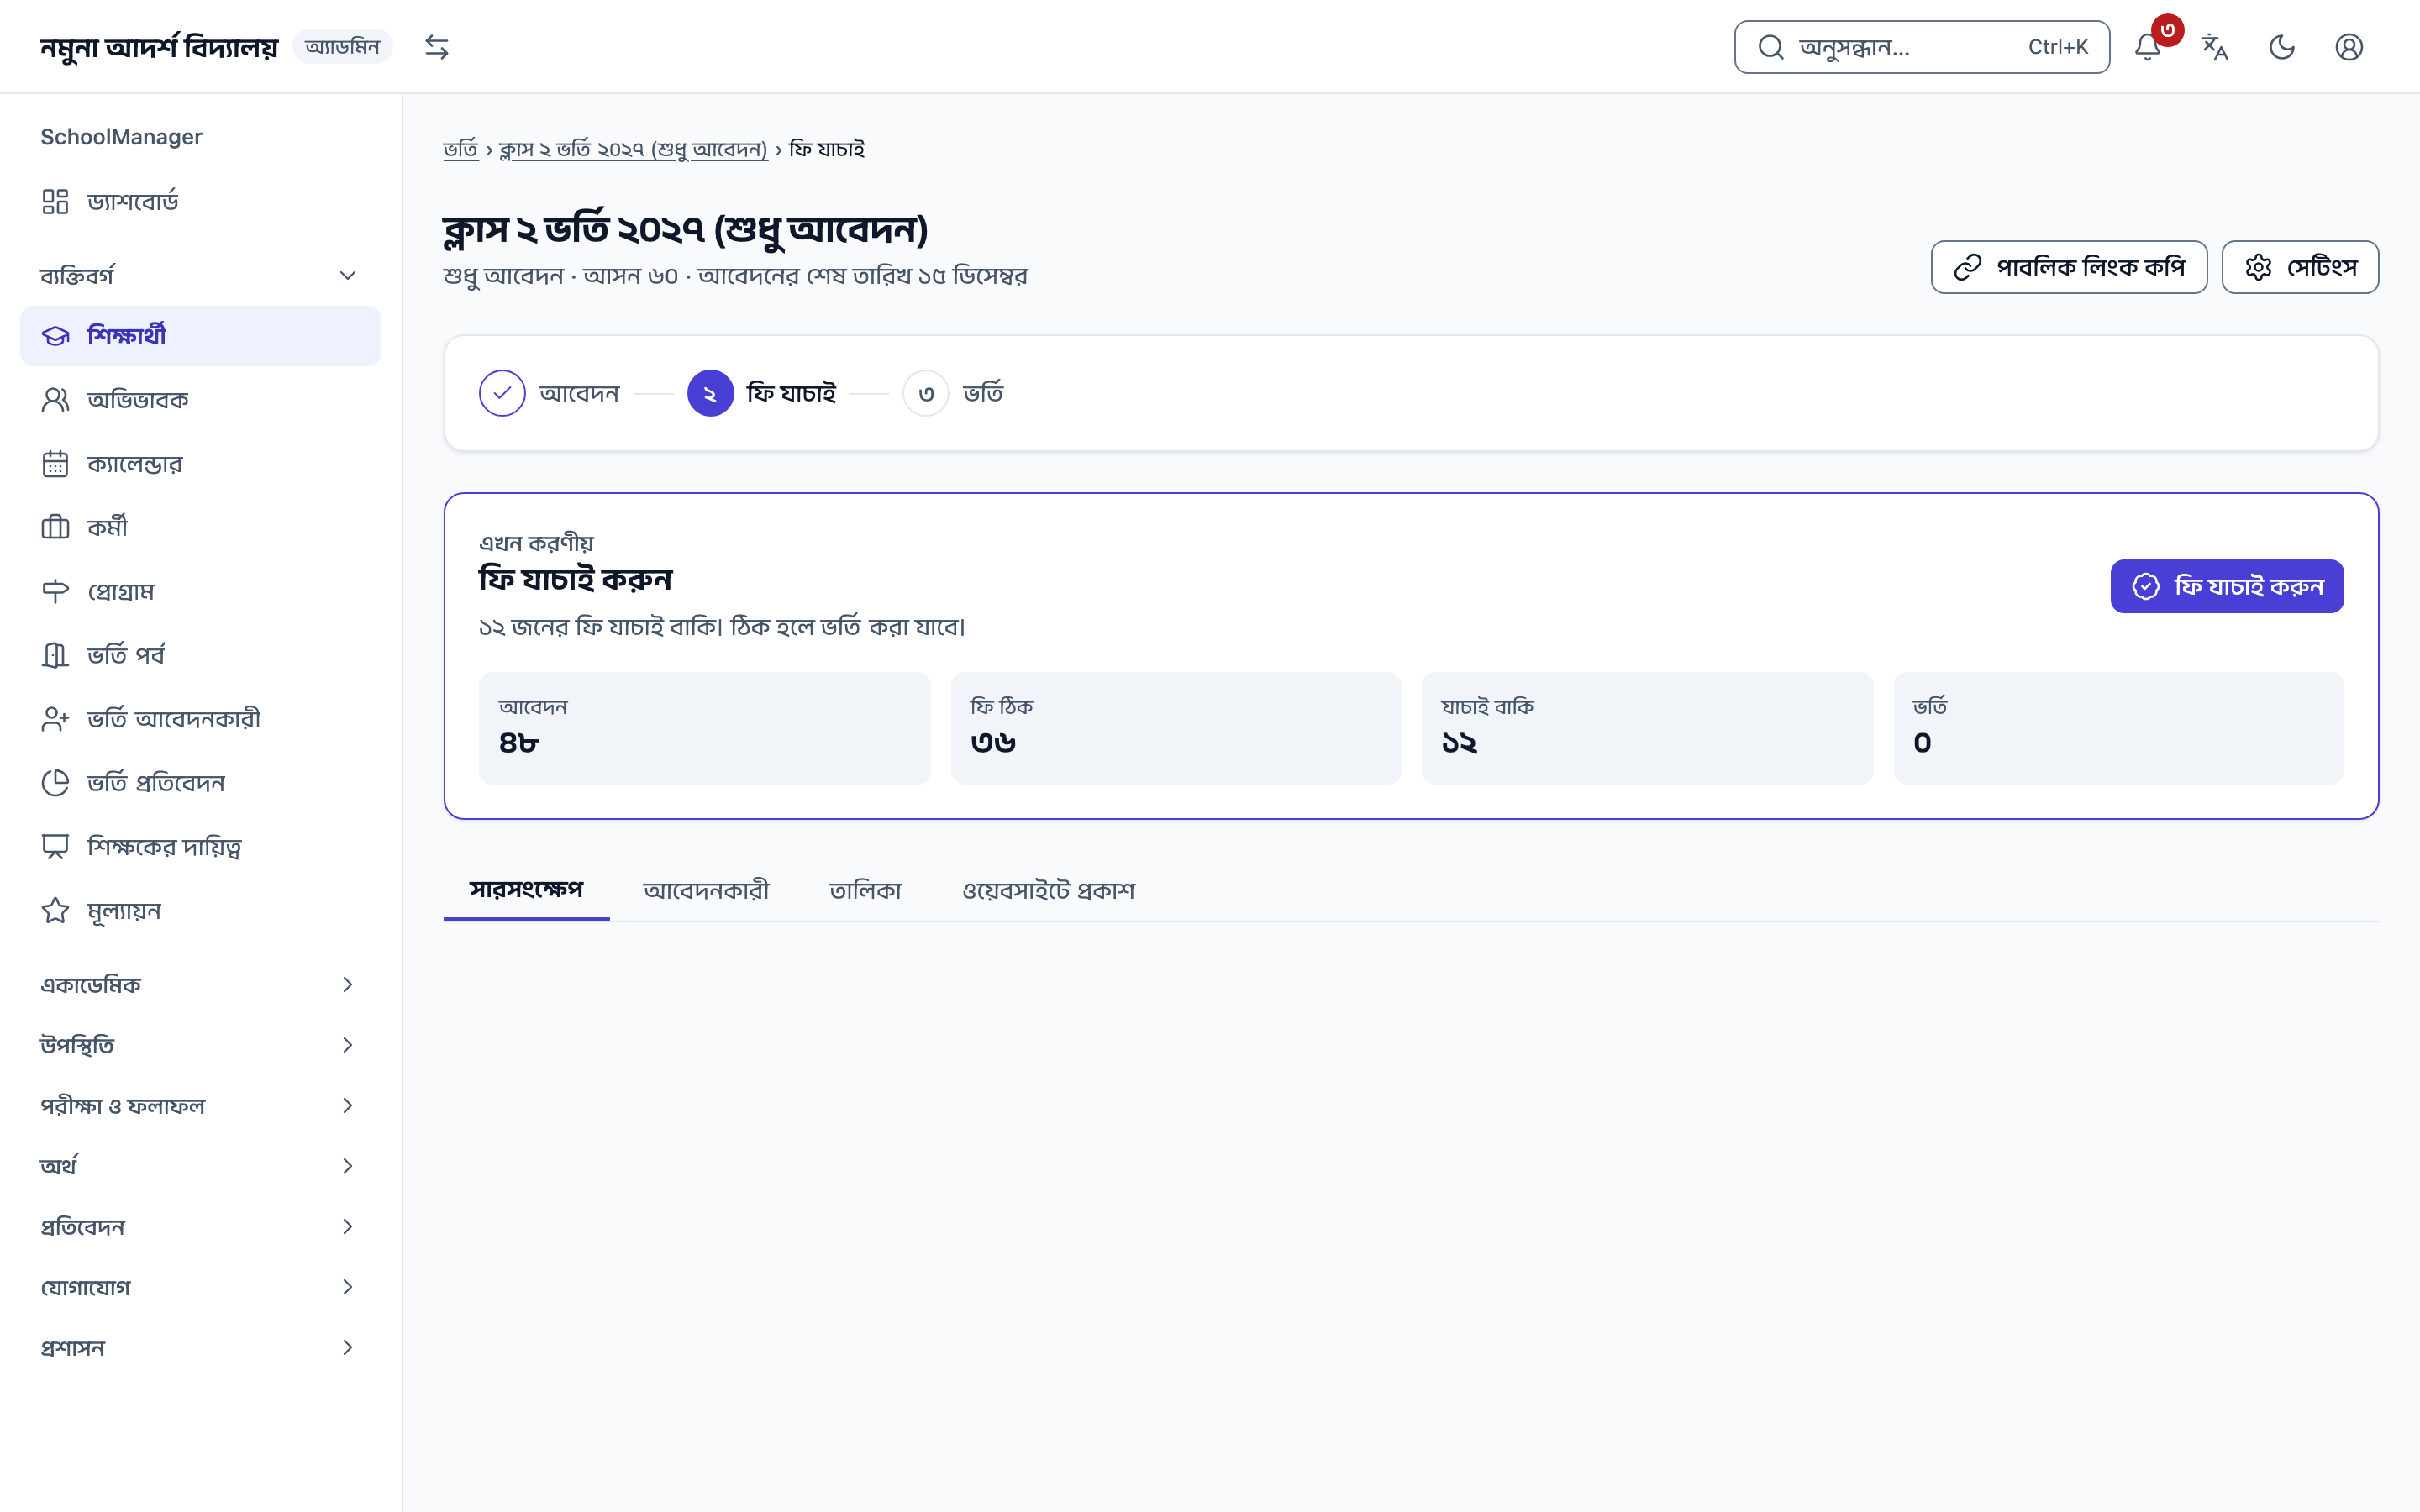 নমুনা আদর্শ বিদ্যালয়
অ্যাডমিন
অনুসন্ধান...
Ctrl+K
৩
SchoolManager
ড্যাশবোর্ড
ব্যক্তিবর্গ
শিক্ষার্থী
অভিভাবক
ক্যালেন্ডার
কর্মী
প্রোগ্রাম
ভর্তি পর্ব
ভর্তি আবেদনকারী
ভর্তি প্রতিবেদন
শিক্ষকের দায়িত্ব
মূল্যায়ন
একাডেমিক
উপস্থিতি
পরীক্ষা ও ফলাফল
অর্থ
প্রতিবেদন
যোগাযোগ
প্রশাসন
ভর্তি › ক্লাস ২ ভর্তি ২০২৭ (শুধু আবেদন) › ফি যাচাই
ক্লাস ২ ভর্তি ২০২৭ (শুধু আবেদন)
শুধু আবেদন · আসন ৬০ · আবেদনের শেষ তারিখ ১৫ ডিসেম্বর
পাবলিক লিংক কপি
সেটিংস
আবেদন
২ ফি যাচাই
৩ ভর্তি
এখন করণীয়
ফি যাচাই করুন
১২ জনের ফি যাচাই বাকি। ঠিক হলে ভর্তি করা যাবে।
ফি যাচাই করুন
আবেদন
৪৮
ফি ঠিক
৩৬
যাচাই বাকি
১২
ভর্তি
০
সারসংক্ষেপ
আবেদনকারী
তালিকা
ওয়েবসাইটে প্রকাশ